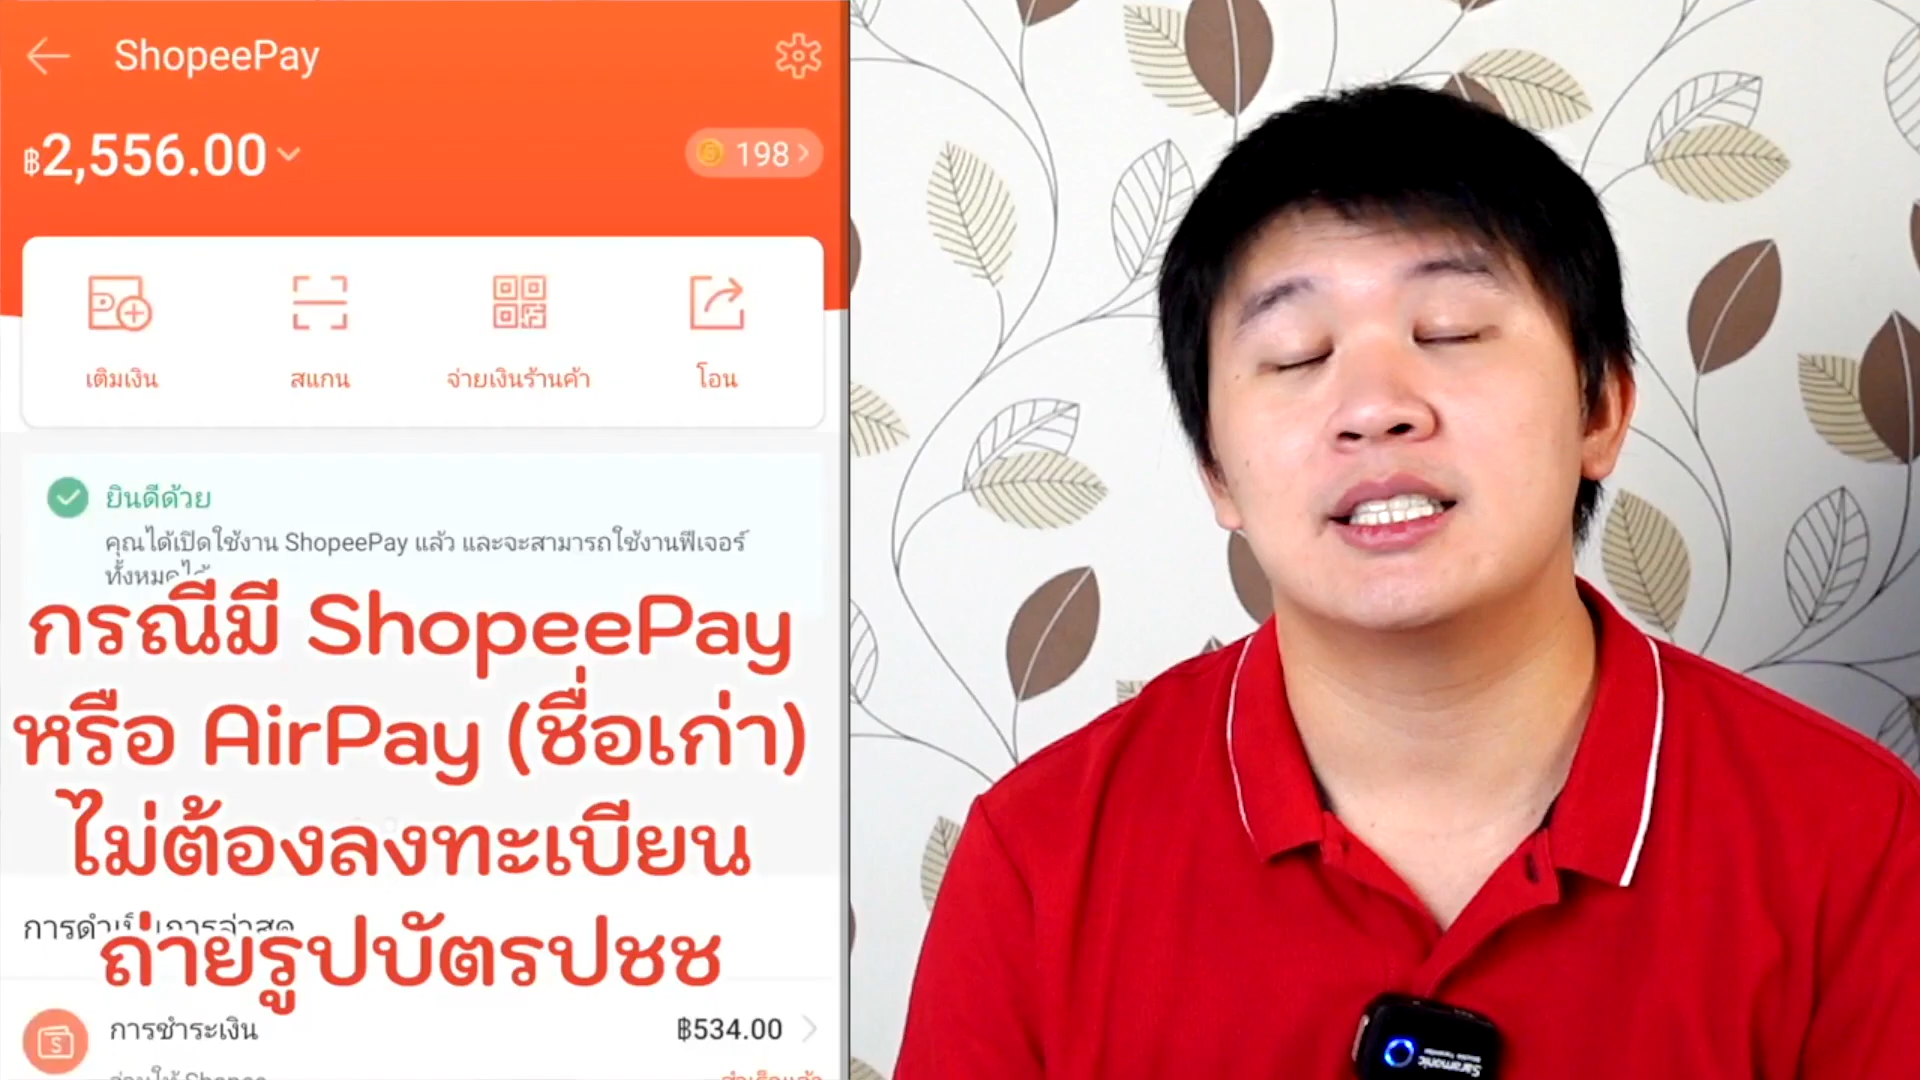 ShopeePay
฿2,556.00
198
เติมเงิน
สแกน
จ่ายเงินร้านค้า
โอน
ยินดีด้วย
คุณได้เปิดใช้งาน ShopeePay แล้ว และจะสามารถใช้งานฟีเจอร์
กรณีมี ShopeePay
หรือ AirPay (ชื่อเก่า)
ไม่ต้องลงทะเบียน
ถ่ายรูปบัตรปชช
การชำระเงิน
฿534.00
Saramonic